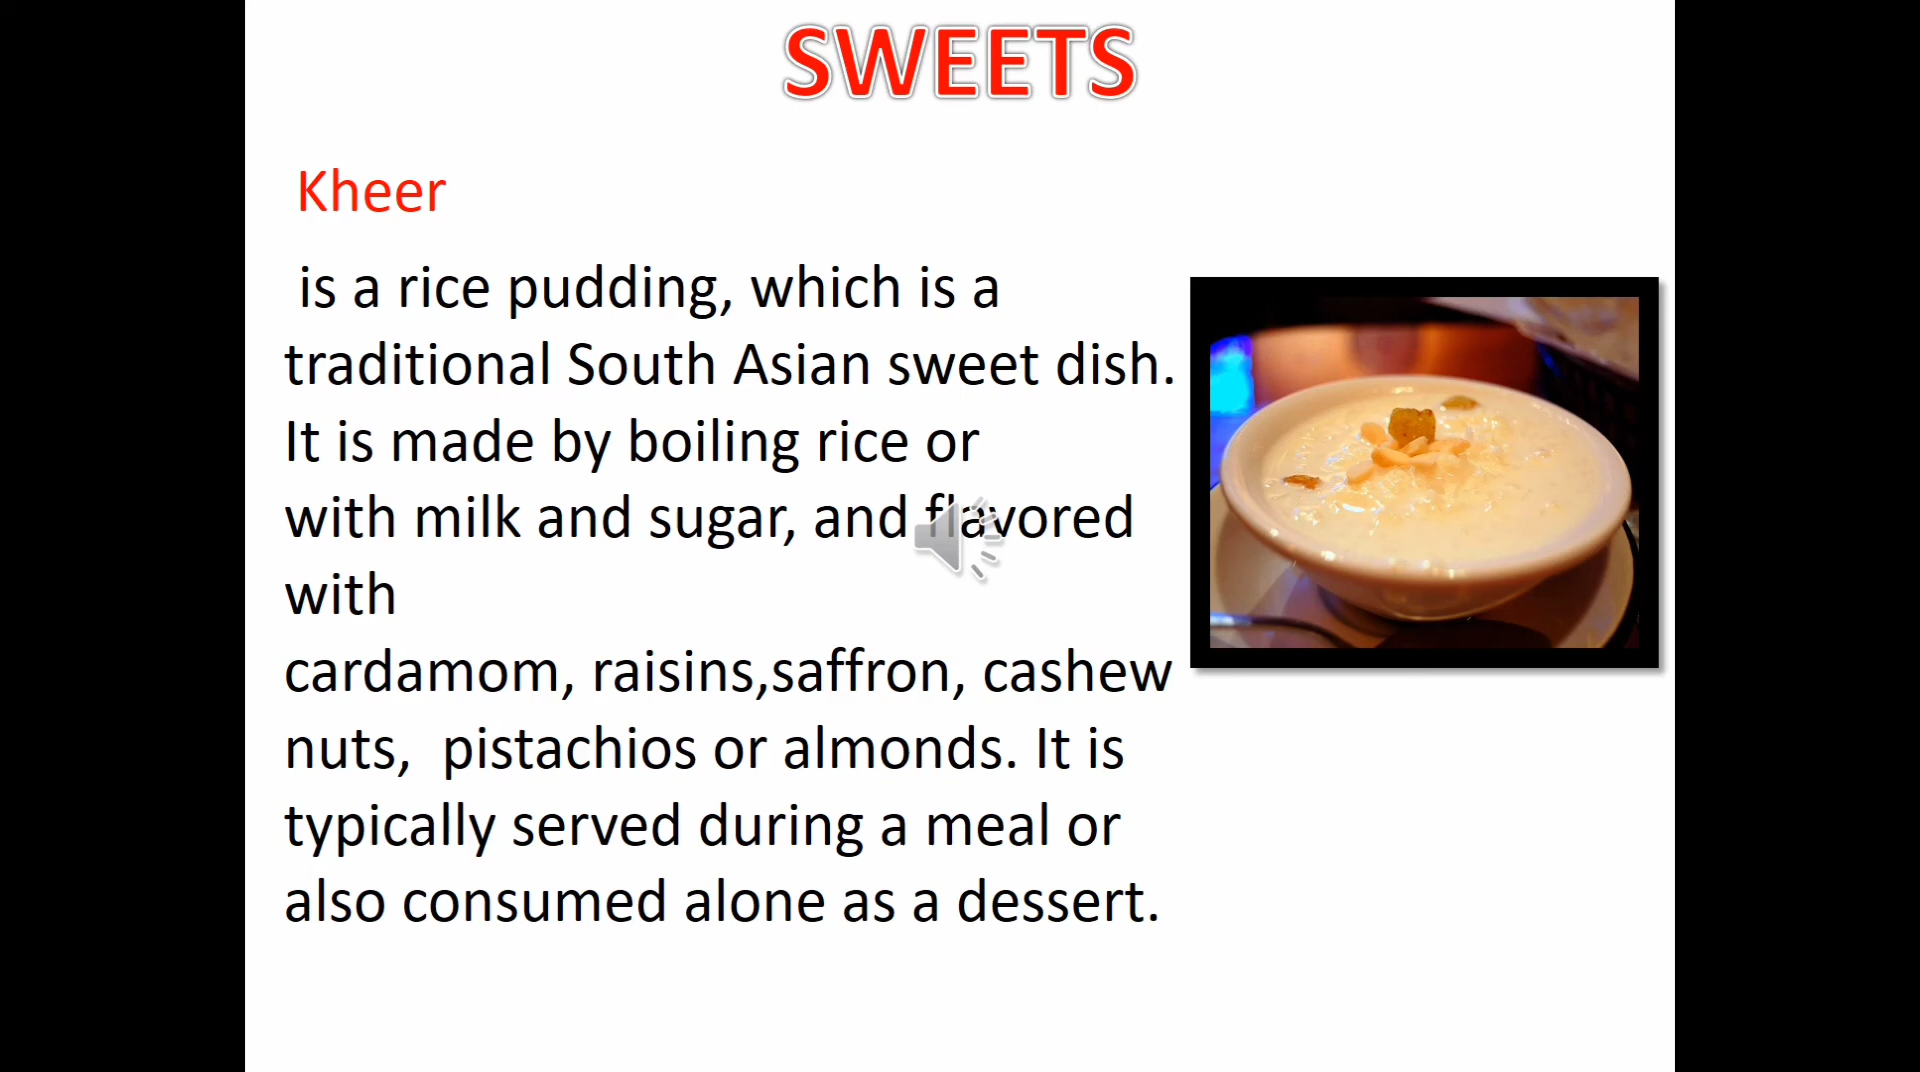 SWEETS
Kheer
is a rice pudding, which is a
traditional South Asian sweet dish.
It is made by boiling rice or
with milk and sugar, and flavored
with
cardamom, raisins,saffron, cashew
nuts,  pistachios or almonds. It is
typically served during a meal or
also consumed alone as a dessert.